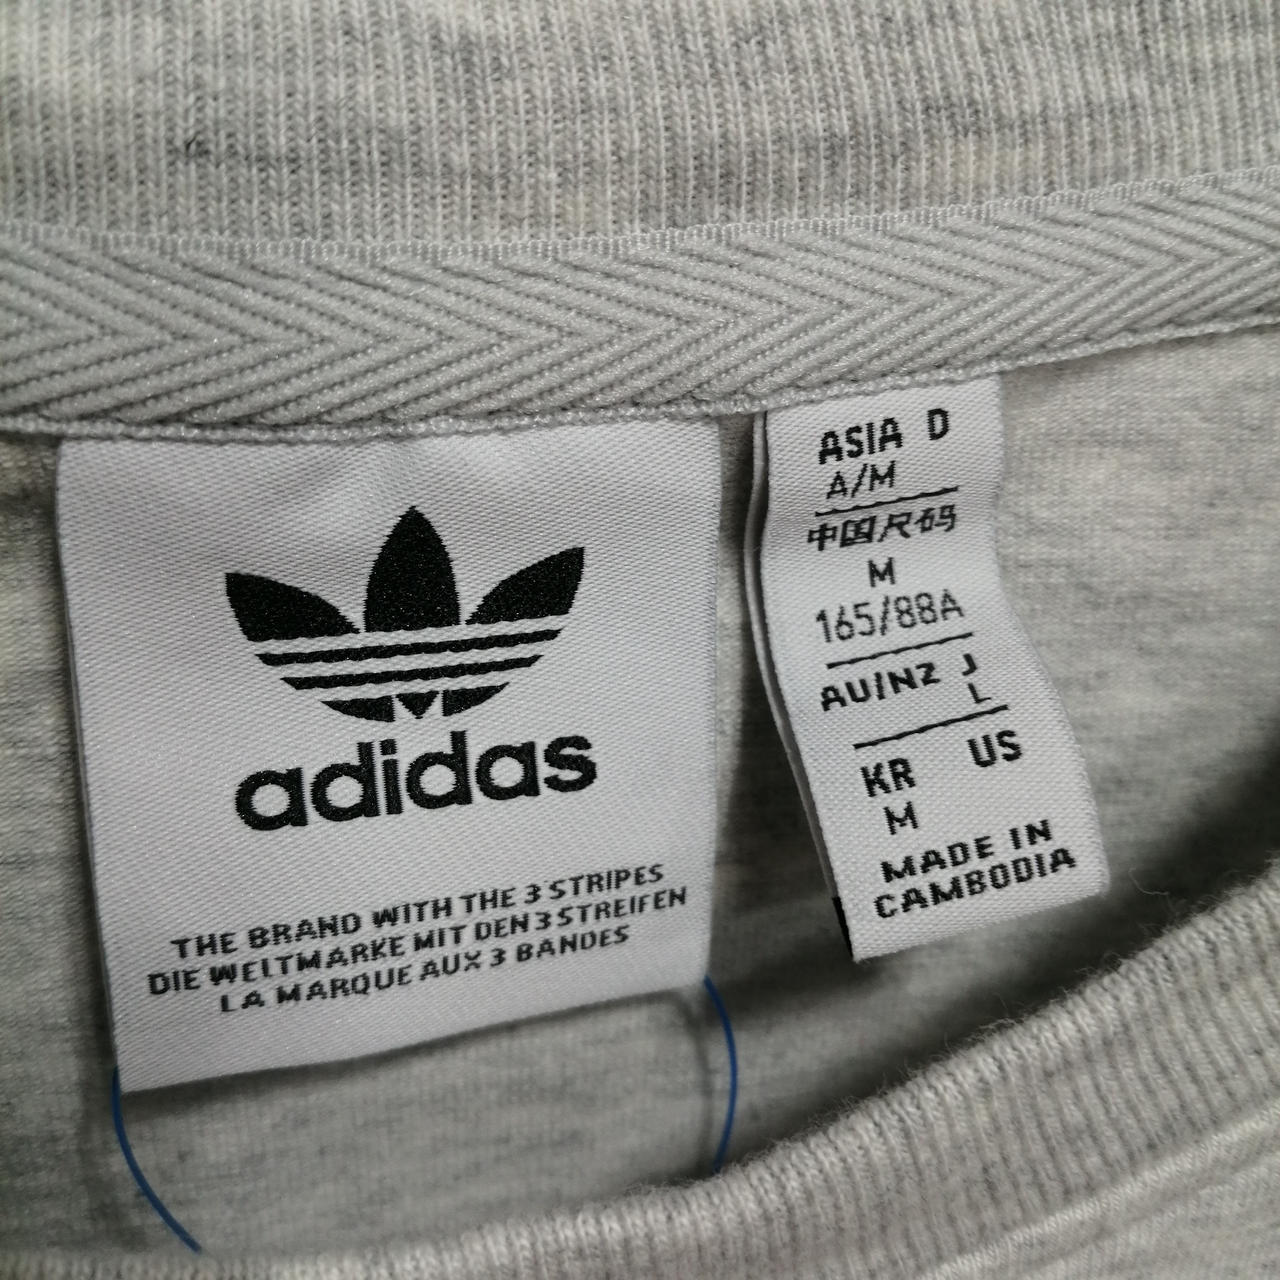 adidas
THE BRAND WITH THE 3 STRIPES
DIE WELTMARKE MIT DEN 3 STREIFEN
LA MARQUE AUX 3 BANDES
ASIA D
A/M
中国尺码
M
165/88A
AU/NZ J
L
KR US
M
MADE IN
CAMBODIA